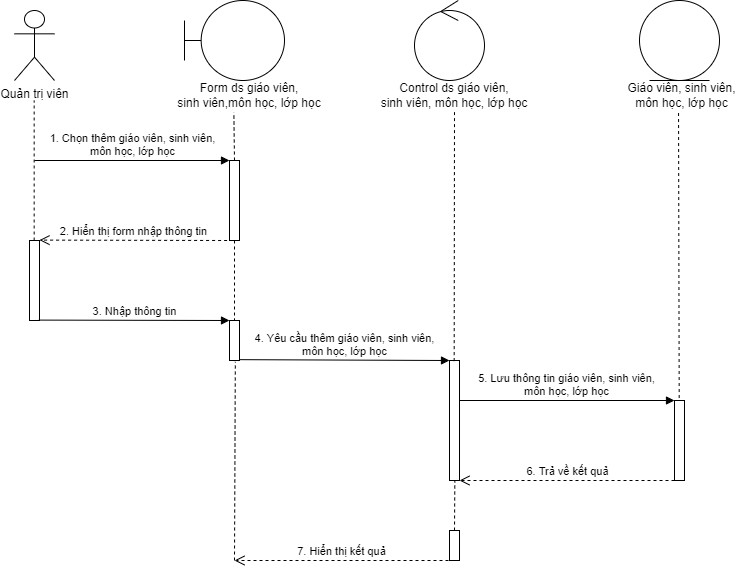 Quản trị viên
Form ds giáo viên,
sinh viên,môn học, lớp học
Control ds giáo viên,
sinh viên, môn học, lớp học
Giáo viên, sinh viên,
môn học, lớp học
1. Chọn thêm giáo viên, sinh viên,
môn học, lớp học
2. Hiển thị form nhập thông tin
3. Nhập thông tin
4. Yêu cầu thêm giáo viên, sinh viên,
môn học, lớp học
5. Lưu thông tin giáo viên, sinh viên,
môn học, lớp học
6. Trả về kết quả
7. Hiển thị kết quả